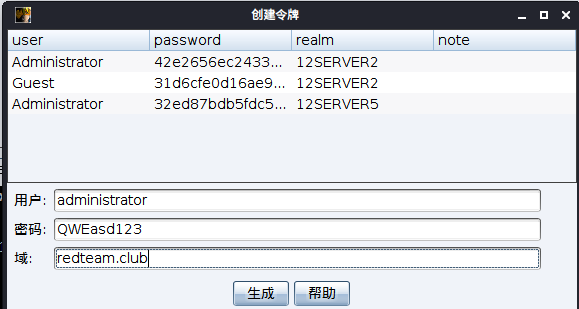 创建令牌
user password realm note
Administrator 42e2656ec2433... 12SERVER2
Guest 31d6cfe0d16ae9... 12SERVER2
Administrator 32ed87bdb5fdc5... 12SERVER5
用户: administrator
密码: QWEasd123
域: redteam.club
生成 帮助